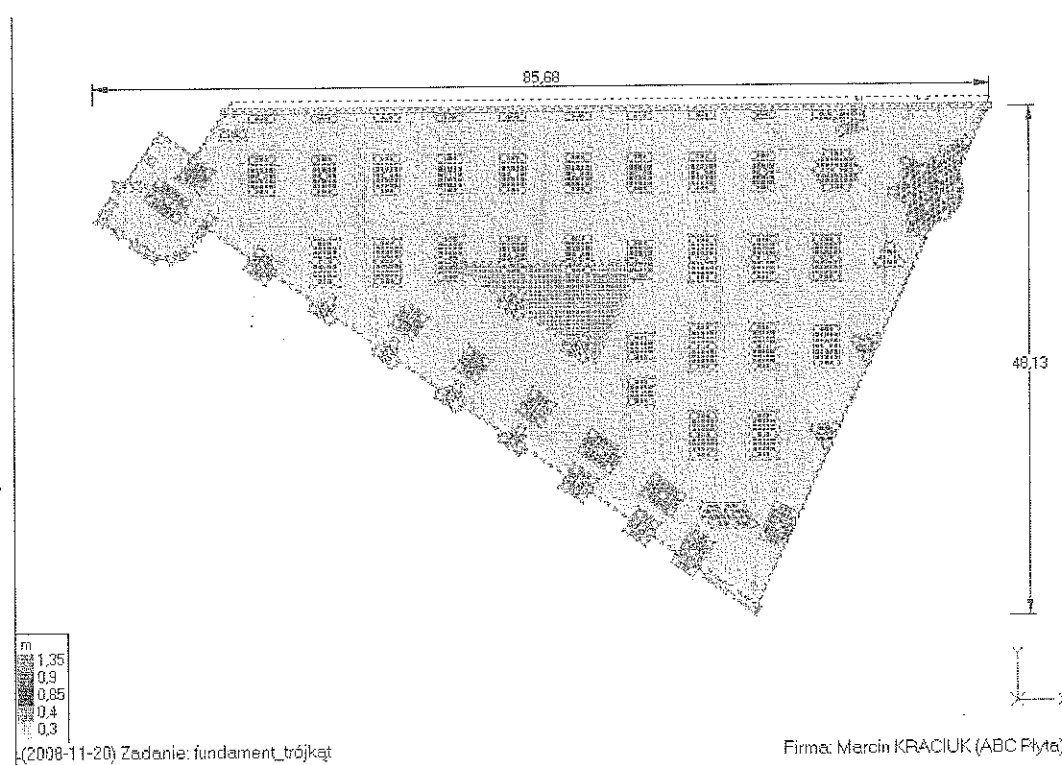 85,68
48,13
m
1,35
0,9
0,85
0,4
0,3
Y
X
(2008-11-20) Zadanie: fundament_trójkąt
Firma: Marcin KRACIUK (ABC Płyta)